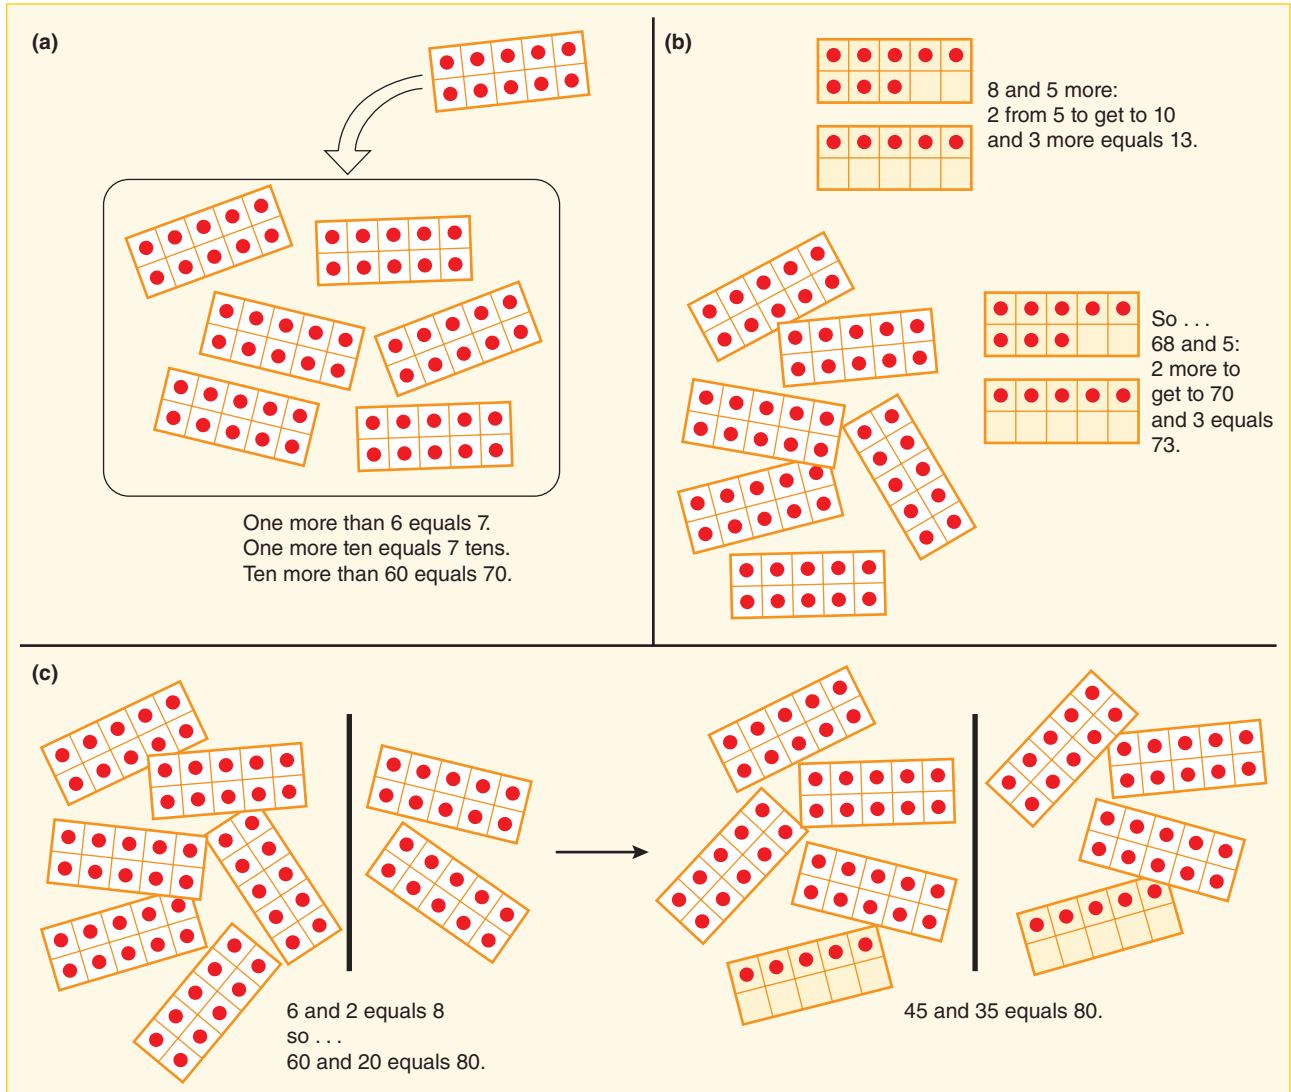 (a)
One more than 6 equals 7.
One more ten equals 7 tens.
Ten more than 60 equals 70.
(b)
8 and 5 more:
2 from 5 to get to 10
and 3 more equals 13.
So . . .
68 and 5:
2 more to
get to 70
and 3 equals
73.
(c)
6 and 2 equals 8
so . . .
60 and 20 equals 80.
45 and 35 equals 80.